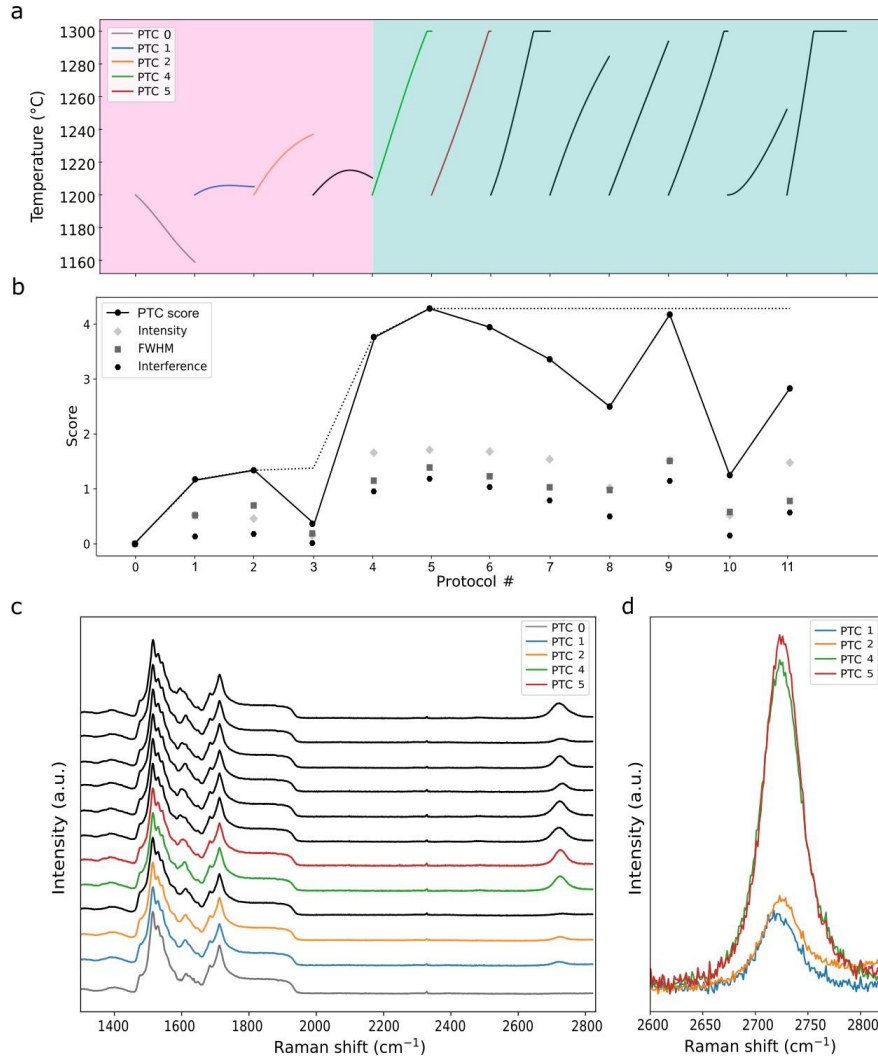 a
1300
1280
1260
1240
1220
1200
1180
1160
Temperature (°C)
PTC 0
PTC 1
PTC 2
PTC 4
PTC 5
b
4
3
2
1
0
Score
PTC score
Intensity
FWHM
Interference
0 1 2 3 4 5 6 7 8 9 10 11
Protocol #
c
Intensity (a.u.)
PTC 0
PTC 1
PTC 2
PTC 4
PTC 5
1400 1600 1800 2000 2200 2400 2600 2800
Raman shift (cm⁻¹)
d
Intensity (a.u.)
PTC 1
PTC 2
PTC 4
PTC 5
2600 2650 2700 2750 2800
Raman shift (cm⁻¹)